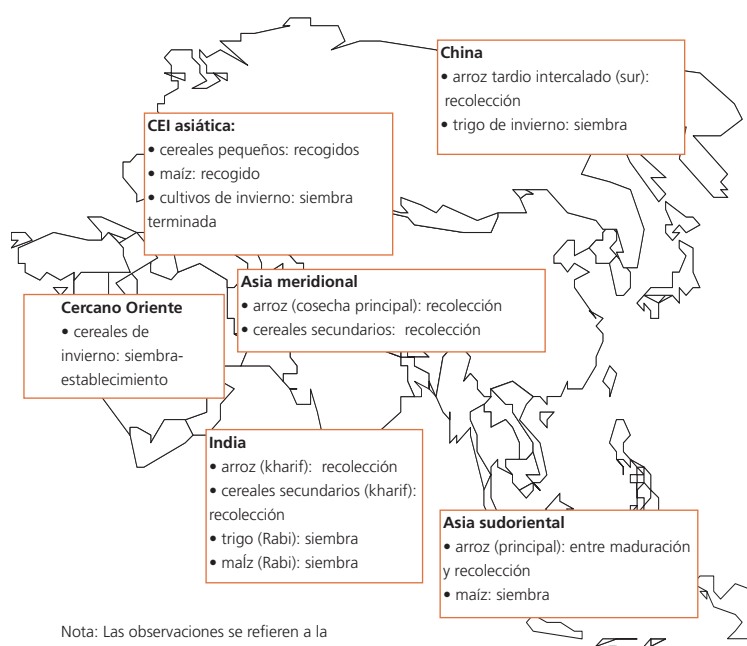 China
• arroz tardio intercalado (sur):
recolección
• trigo de invierno: siembra
CEI asiática:
• cereales pequeños: recogidos
• maíz: recogido
• cultivos de invierno: siembra
terminada
Asia meridional
• arroz (cosecha principal): recolección
• cereales secundarios: recolección
Cercano Oriente
• cereales de
invierno: siembra-
establecimiento
India
• arroz (kharif): recolección
• cereales secundarios (kharif):
recolección
• trigo (Rabi): siembra
• maÍz (Rabi): siembra
Asia sudoriental
• arroz (principal): entre maduración
y recolección
• maíz: siembra
Nota: Las observaciones se refieren a la